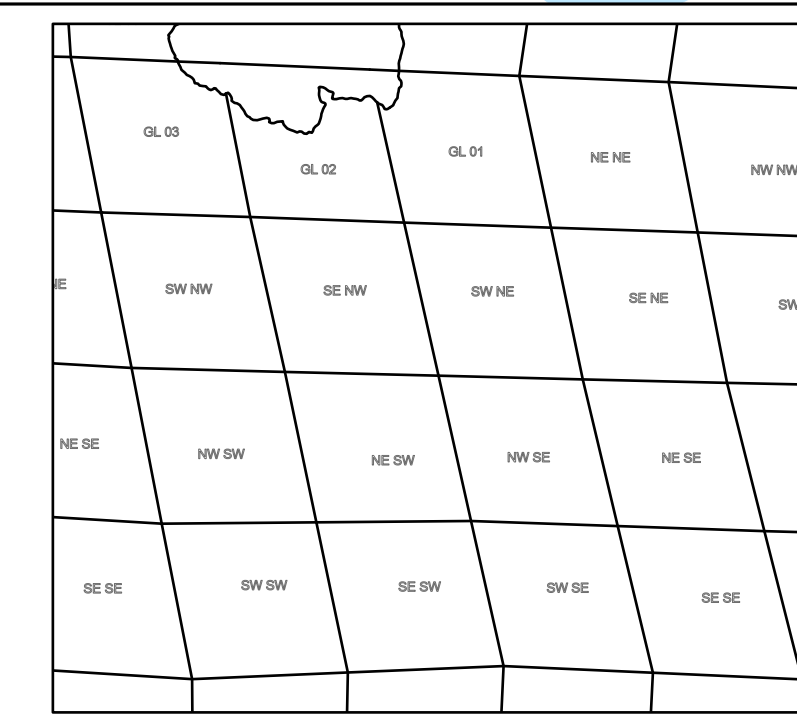 GL 03
GL 02
GL 01
NE NE
NW NW
NE
SW NW
SE NW
SW NE
SE NE
SW
NE SE
NW SW
NE SW
NW SE
NE SE
SE SE
SW SW
SE SW
SW SE
SE SE